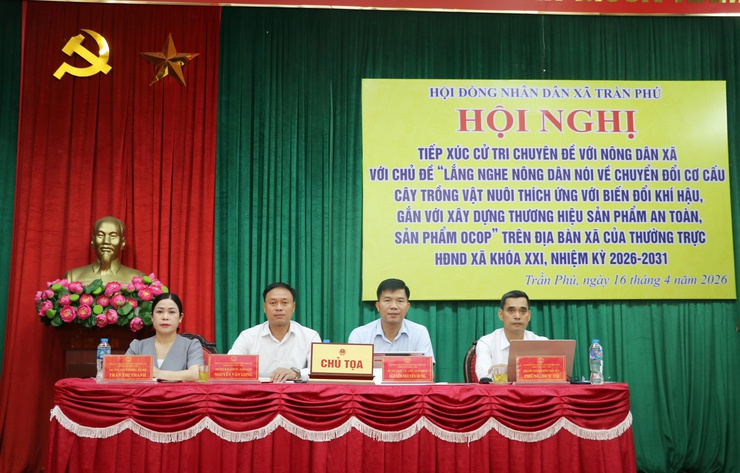 HỘI ĐỒNG NHÂN DÂN XÃ TRẦN PHÚ
HỘI NGHỊ
TIẾP XÚC CỬ TRI CHUYÊN ĐỀ VỚI NÔNG DÂN XÃ
VỚI CHỦ ĐỀ "LẮNG NGHE NÔNG DÂN NÓI VỀ CHUYỂN ĐỔI CƠ CẤU
CÂY TRỒNG VẬT NUÔI THÍCH ỨNG VỚI BIẾN ĐỔI KHÍ HẬU,
GẮN VỚI XÂY DỰNG THƯƠNG HIỆU SẢN PHẨM AN TOÀN,
SẢN PHẨM OCOP" TRÊN ĐỊA BÀN XÃ CỦA THƯỜNG TRỰC
HĐND XÃ KHÓA XXI, NHIỆM KỲ 2026-2031
Trần Phú, ngày 16 tháng 4 năm 2026
CHỦ TỌA
TRẦN THỊ THANH